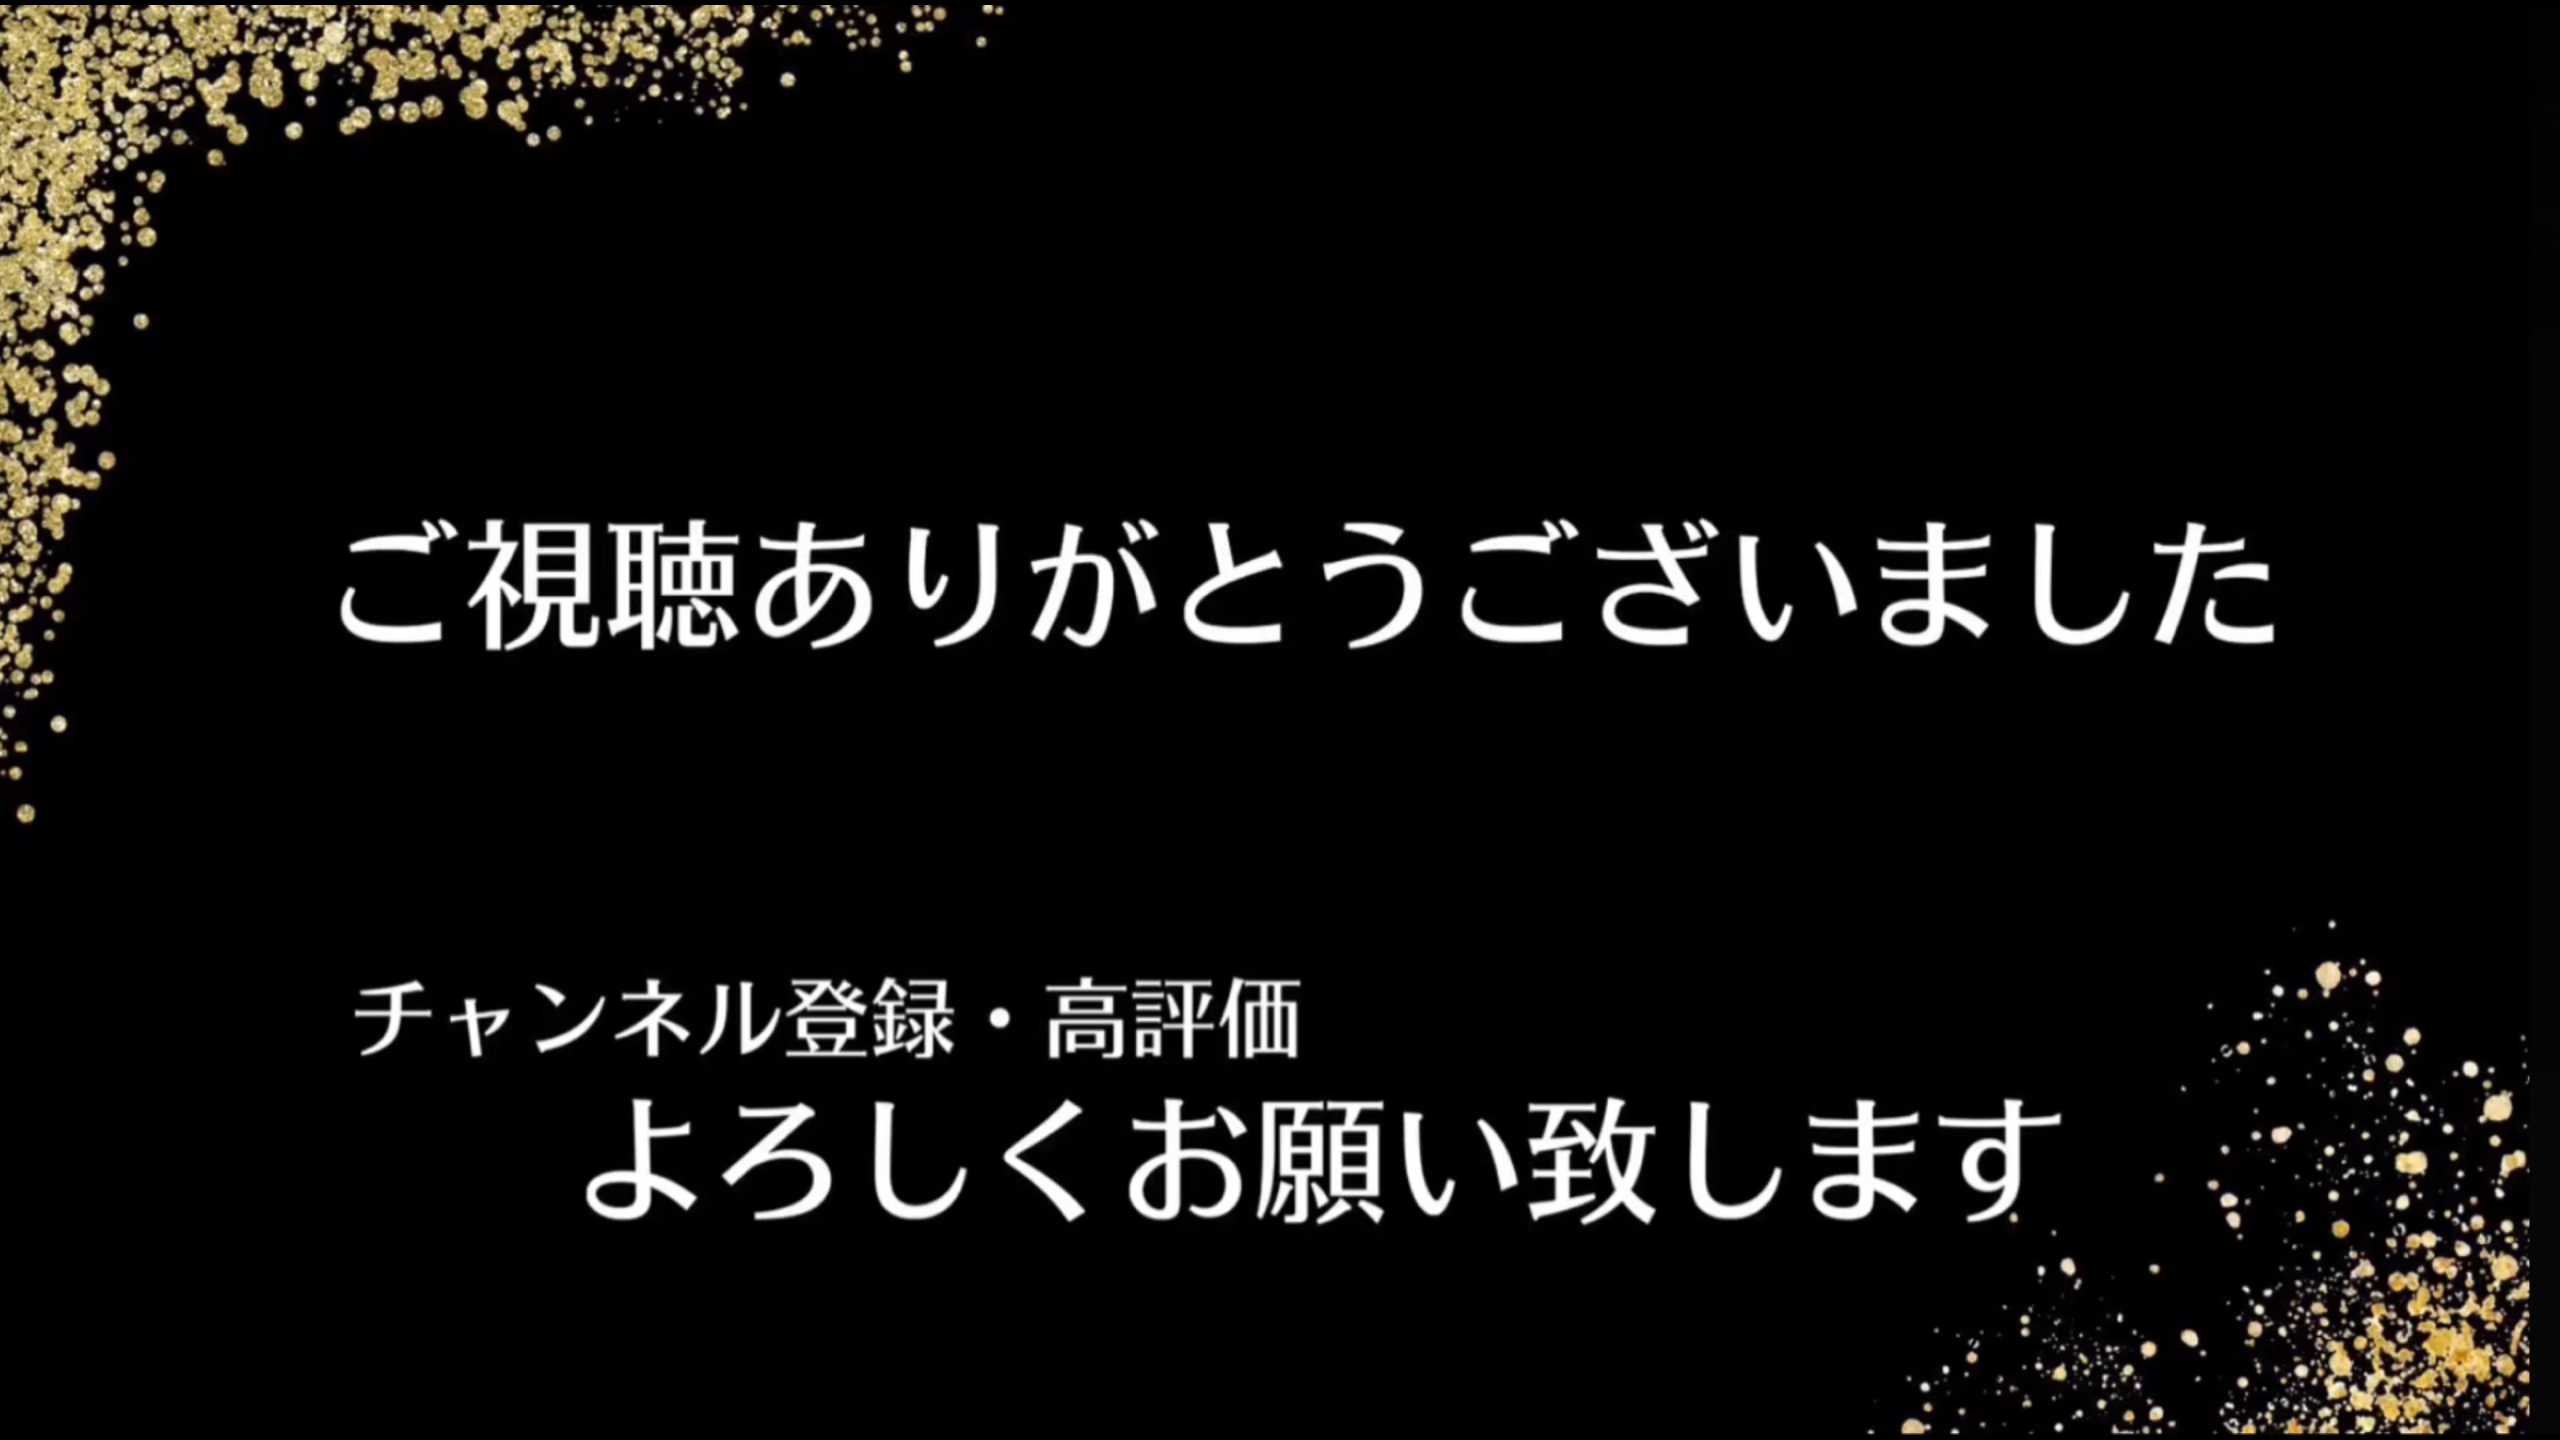 ご視聴ありがとうございました
チャンネル登録・高評価
よろしくお願い致します